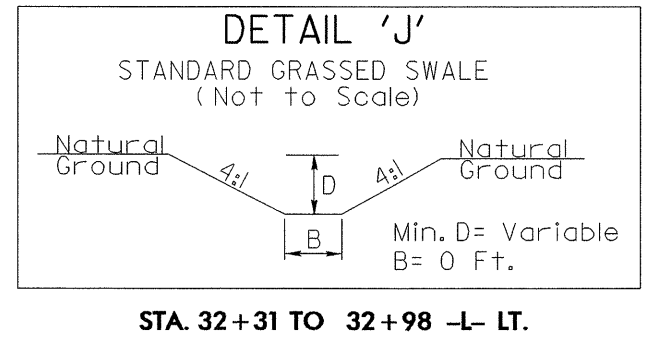 DETAIL 'J'
STANDARD GRASSED SWALE
(Not to Scale)
Natural
Ground
4:1
D
4:1
Natural
Ground
B
Min. D= Variable
B= 0 Ft.
STA. 32+31 TO 32+98 -L- LT.